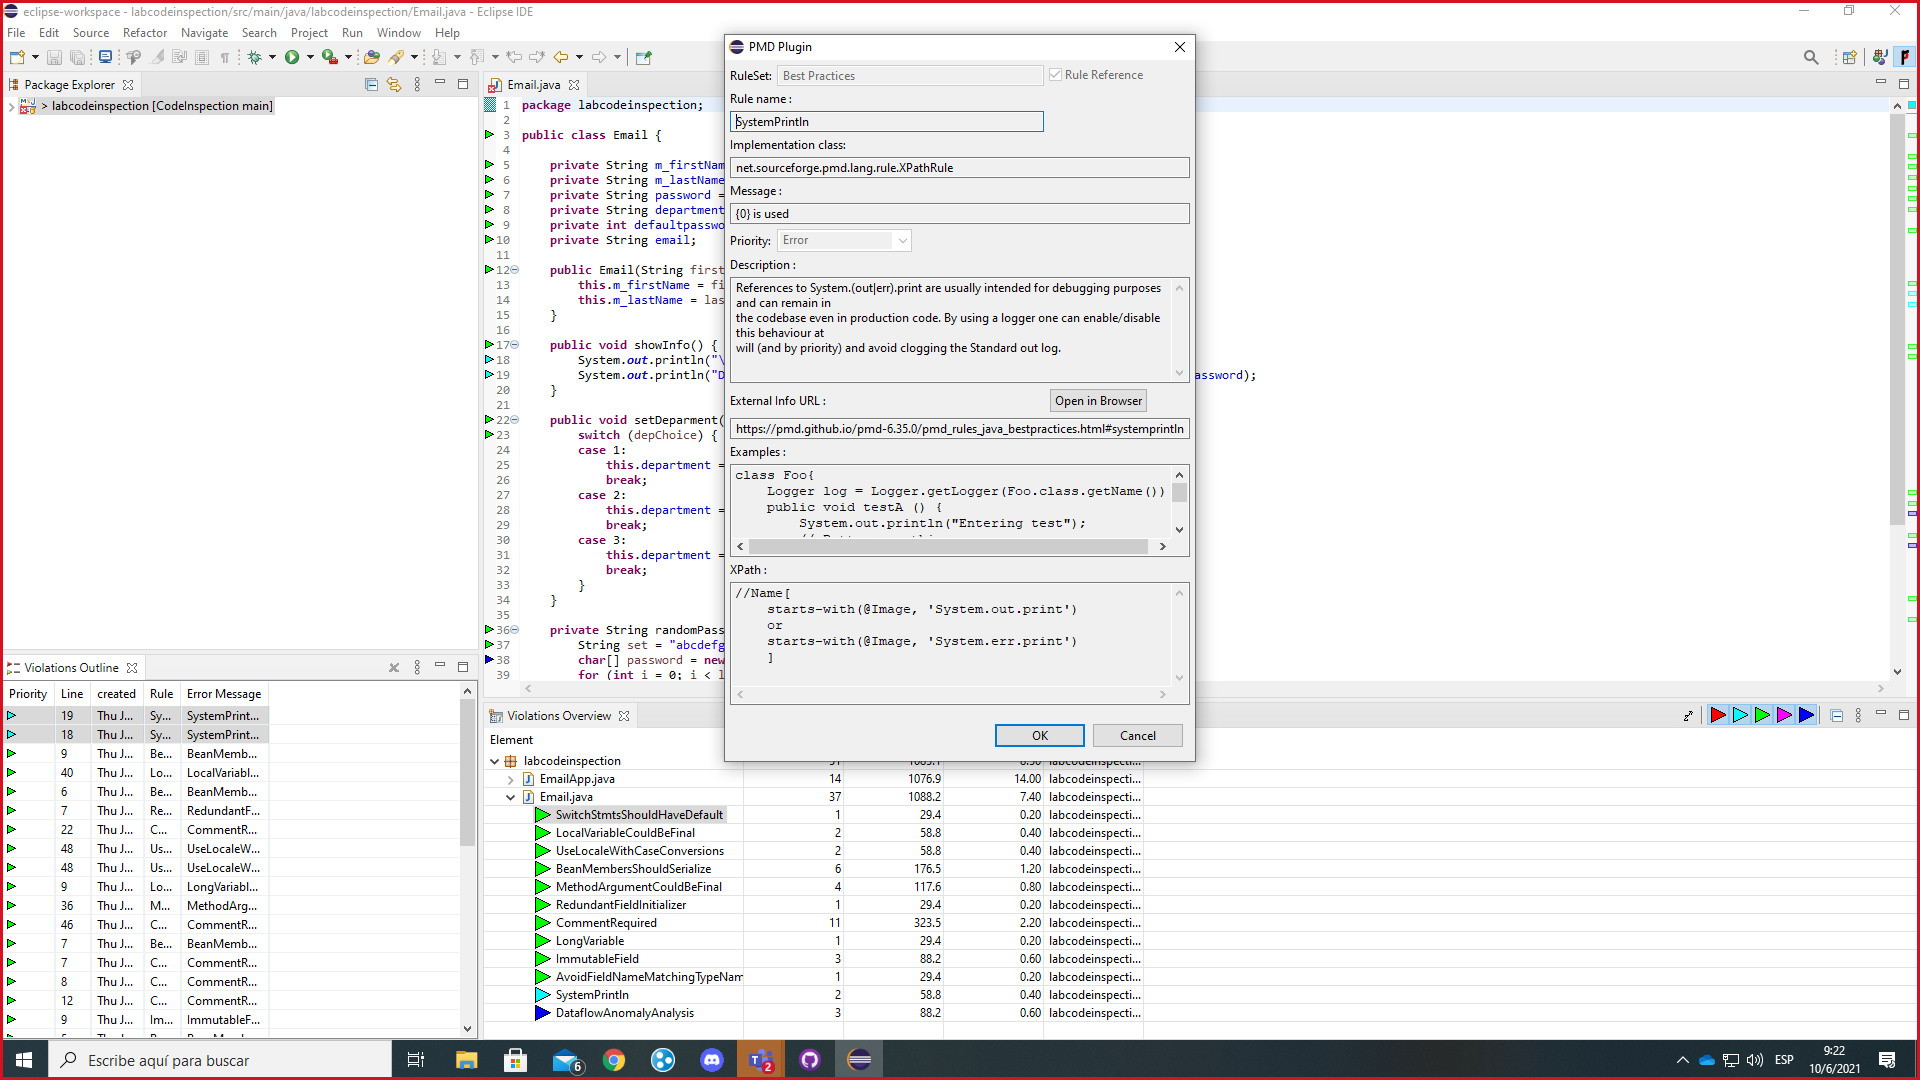 eclipse-workspace - labcodeinspection/src/main/java/labcodeinspection/Email.java - Eclipse IDE
File Edit Source Refactor Navigate Search Project Run Window Help
Package Explorer
> labcodeinspection [CodeInspection main]
Email.java
1 package labcodeinspection;
2
3 public class Email {
4
5 private String m_firstNam
6 private String m_lastName
7 private String password =
8 private String department
9 private int defaultpasswo
10 private String email;
11
12 public Email(String first
13 this.m_firstName = fi
14 this.m_lastName = las
15 }
16
17 public void showInfo() {
18 System.out.println("\
19 System.out.println("D assword);
20 }
21
22 public void setDeparment(
23 switch (depChoice) {
24 case 1:
25 this.department =
26 break;
27 case 2:
28 this.department =
29 break;
30 case 3:
31 this.department =
32 break;
33 }
34 }
35
36 private String randomPass
37 String set = "abcdefg
38 char[] password = new
39 for (int i = 0; i < l
PMD Plugin
RuleSet: Best Practices Rule Reference
Rule name :
SystemPrintln
Implementation class:
net.sourceforge.pmd.lang.rule.XPathRule
Message :
{0} is used
Priority: Error
Description :
References to System.(out|err).print are usually intended for debugging purposes
and can remain in
the codebase even in production code. By using a logger one can enable/disable
this behaviour at
will (and by priority) and avoid clogging the Standard out log.
External Info URL : Open in Browser
https://pmd.github.io/pmd-6.35.0/pmd_rules_java_bestpractices.html#systemprintln
Examples :
class Foo{
Logger log = Logger.getLogger(Foo.class.getName())
public void testA () {
System.out.println("Entering test");
XPath :
//Name[
starts-with(@Image, 'System.out.print')
or
starts-with(@Image, 'System.err.print')
]
OK Cancel
Violations Outline
Priority Line created Rule Error Message
19 Thu J... Sy... SystemPrint...
18 Thu J... Sy... SystemPrint...
9 Thu J... Be... BeanMemb...
40 Thu J... Lo... LocalVariabl...
6 Thu J... Be... BeanMemb...
7 Thu J... Re... RedundantF...
22 Thu J... C... CommentR...
48 Thu J... Us... UseLocaleW...
48 Thu J... Us... UseLocaleW...
9 Thu J... Lo... LongVariabl...
36 Thu J... M... MethodArg...
46 Thu J... C... CommentR...
7 Thu J... Be... BeanMemb...
7 Thu J... C... CommentR...
8 Thu J... C... CommentR...
12 Thu J... C... CommentR...
9 Thu J... Im... ImmutableF...
Violations Overview
Element
labcodeinspection labcodeinspecti...
EmailApp.java 14 1076.9 14.00 labcodeinspecti...
Email.java 37 1088.2 7.40 labcodeinspecti...
SwitchStmtsShouldHaveDefault 1 29.4 0.20 labcodeinspecti...
LocalVariableCouldBeFinal 2 58.8 0.40 labcodeinspecti...
UseLocaleWithCaseConversions 2 58.8 0.40 labcodeinspecti...
BeanMembersShouldSerialize 6 176.5 1.20 labcodeinspecti...
MethodArgumentCouldBeFinal 4 117.6 0.80 labcodeinspecti...
RedundantFieldInitializer 1 29.4 0.20 labcodeinspecti...
CommentRequired 11 323.5 2.20 labcodeinspecti...
LongVariable 1 29.4 0.20 labcodeinspecti...
ImmutableField 3 88.2 0.60 labcodeinspecti...
AvoidFieldNameMatchingTypeNam 1 29.4 0.20 labcodeinspecti...
SystemPrintln 2 58.8 0.40 labcodeinspecti...
DataflowAnomalyAnalysis 3 88.2 0.60 labcodeinspecti...
Escribe aquí para buscar
6
2
ESP
9:22
10/6/2021